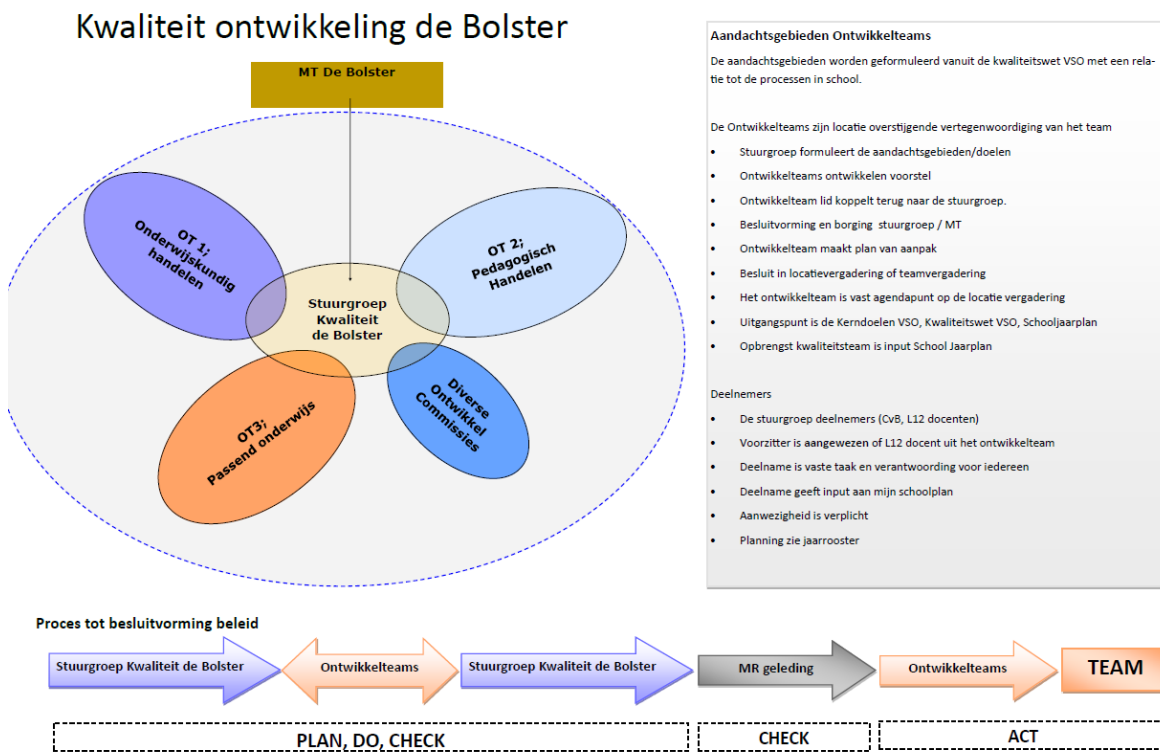 Kwaliteit ontwikkeling de Bolster
MT De Bolster
OT 1;
Onderwijskundig
handelen
OT 2;
Pedagogisch
Handelen
Stuurgroep
Kwaliteit
de Bolster
OT3;
Passend onderwijs
Diverse
Ontwikkel
Commissies
Aandachtsgebieden Ontwikkelteams
De aandachtsgebieden worden geformuleerd vanuit de kwaliteitswet VSO met een rela-
tie tot de processen in school.
De Ontwikkelteams zijn locatie overstijgende vertegenwoordiging van het team
• Stuurgroep formuleert de aandachtsgebieden/doelen
• Ontwikkelteams ontwikkelen voorstel
• Ontwikkelteam lid koppelt terug naar de stuurgroep.
• Besluitvorming en borging stuurgroep / MT
• Ontwikkelteam maakt plan van aanpak
• Besluit in locatievergadering of teamvergadering
• Het ontwikkelteam is vast agendapunt op de locatie vergadering
• Uitgangspunt is de Kerndoelen VSO, Kwaliteitswet VSO, Schooljaarplan
• Opbrengst kwaliteitsteam is input School Jaarplan
Deelnemers
• De stuurgroep deelnemers (CvB, L12 docenten)
• Voorzitter is aangewezen of L12 docent uit het ontwikkelteam
• Deelname is vaste taak en verantwoording voor iedereen
• Deelname geeft input aan mijn schoolplan
• Aanwezigheid is verplicht
• Planning zie jaarrooster
Proces tot besluitvorming beleid
Stuurgroep Kwaliteit de Bolster
Ontwikkelteams
Stuurgroep Kwaliteit de Bolster
MR geleding
Ontwikkelteams
TEAM
PLAN, DO, CHECK
CHECK
ACT